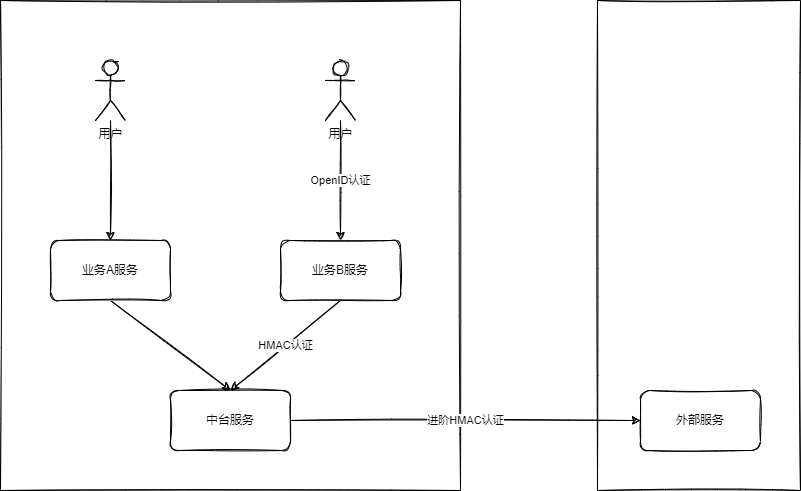 用户
用户
OpenID认证
业务A服务
业务B服务
HMAC认证
中台服务
进阶HMAC认证
外部服务